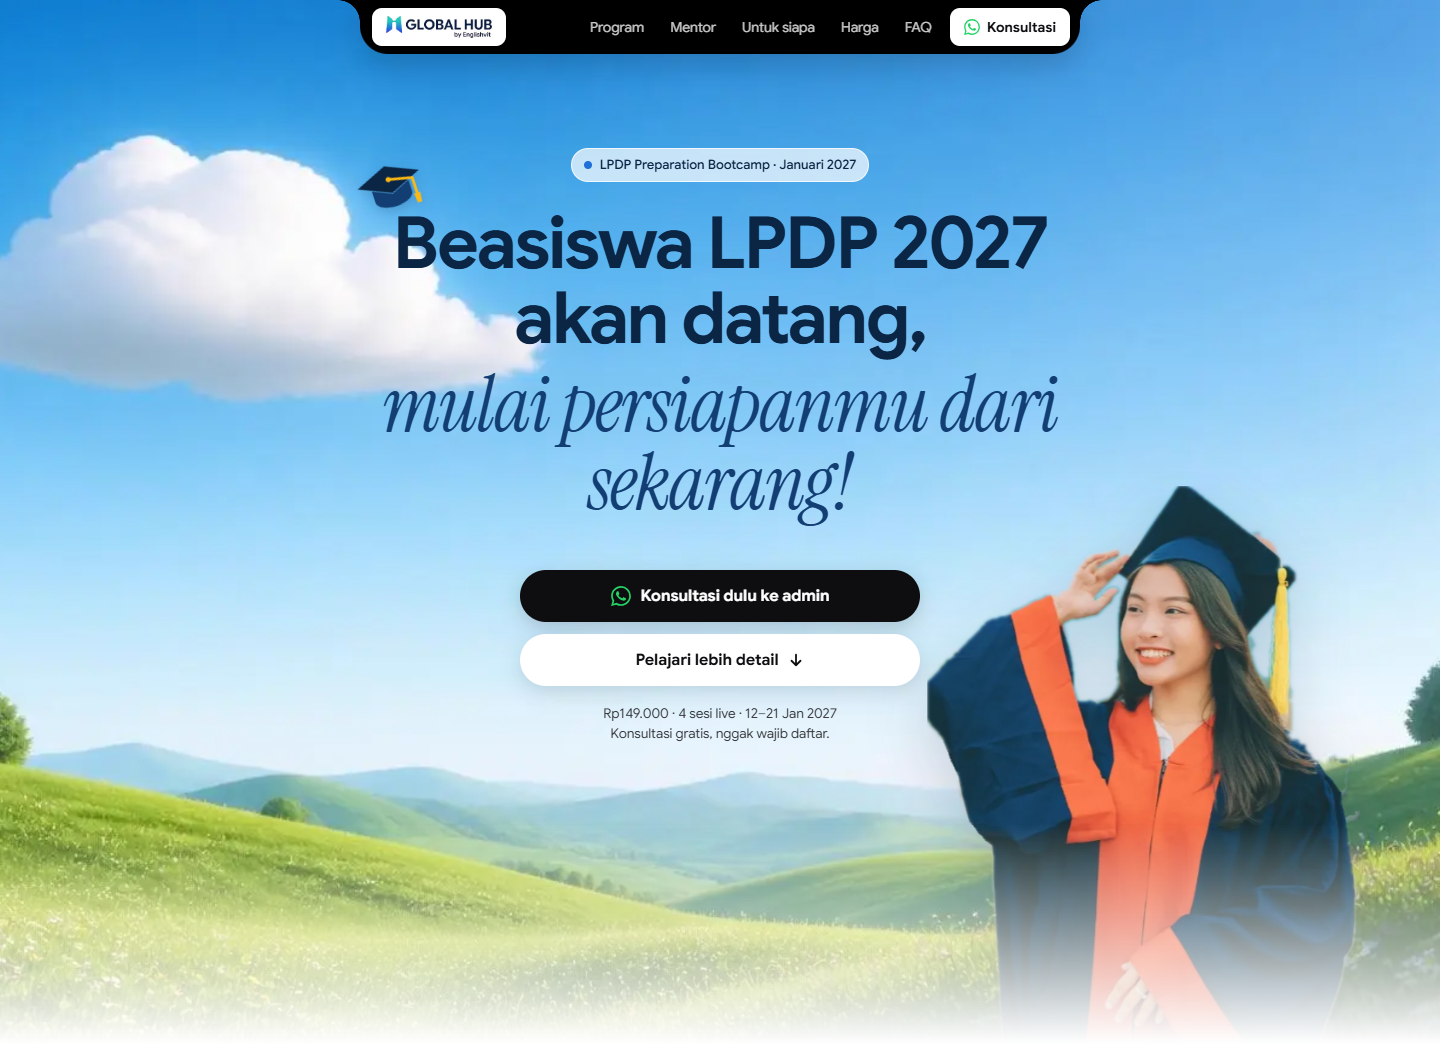 GLOBAL HUB
by Englishvit
Program
Mentor
Untuk siapa
Harga
FAQ
Konsultasi
LPDP Preparation Bootcamp · Januari 2027
Beasiswa LPDP 2027
akan datang,
mulai persiapanmu dari
sekarang!
Konsultasi dulu ke admin
Pelajari lebih detail ↓
Rp149.000 · 4 sesi live · 12–21 Jan 2027
Konsultasi gratis, nggak wajib daftar.